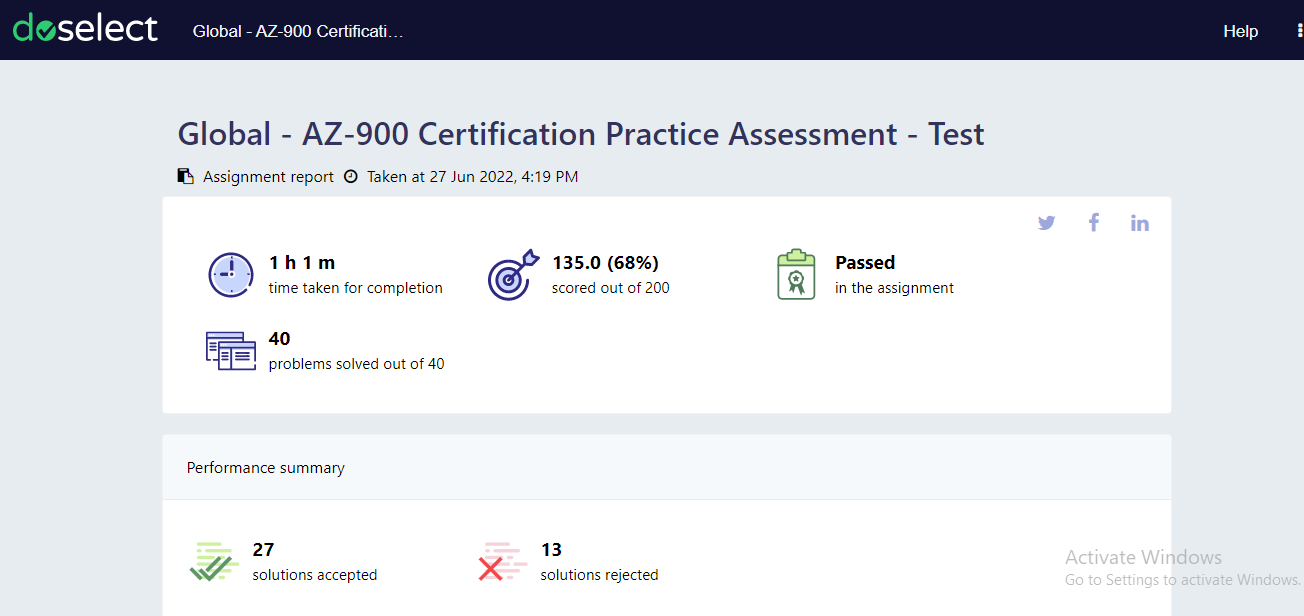 doselect
Global - AZ-900 Certificati...
Help
Global - AZ-900 Certification Practice Assessment - Test
Assignment report Taken at 27 Jun 2022, 4:19 PM
1 h 1 m
time taken for completion
135.0 (68%)
scored out of 200
Passed
in the assignment
40
problems solved out of 40
Performance summary
27
solutions accepted
13
solutions rejected
Activate Windows
Go to Settings to activate Windows.